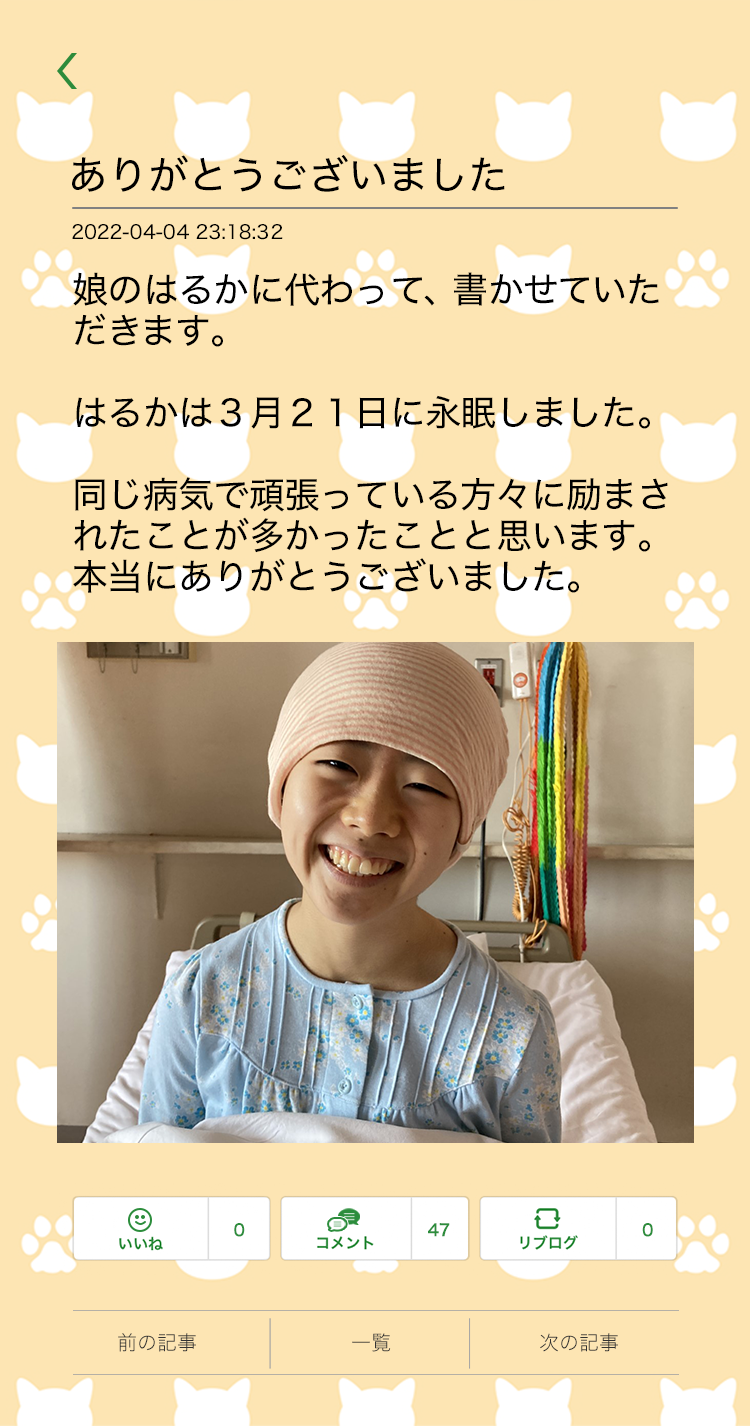 ありがとうございました
2022-04-04 23:18:32
娘のはるかに代わって、書かせていた
だきます。
はるかは３月２１日に永眠しました。
同じ病気で頑張っている方々に励まさ
れたことが多かったことと思います。
本当にありがとうございました。
いいね 0 コメント 47 リブログ 0
前の記事 一覧 次の記事